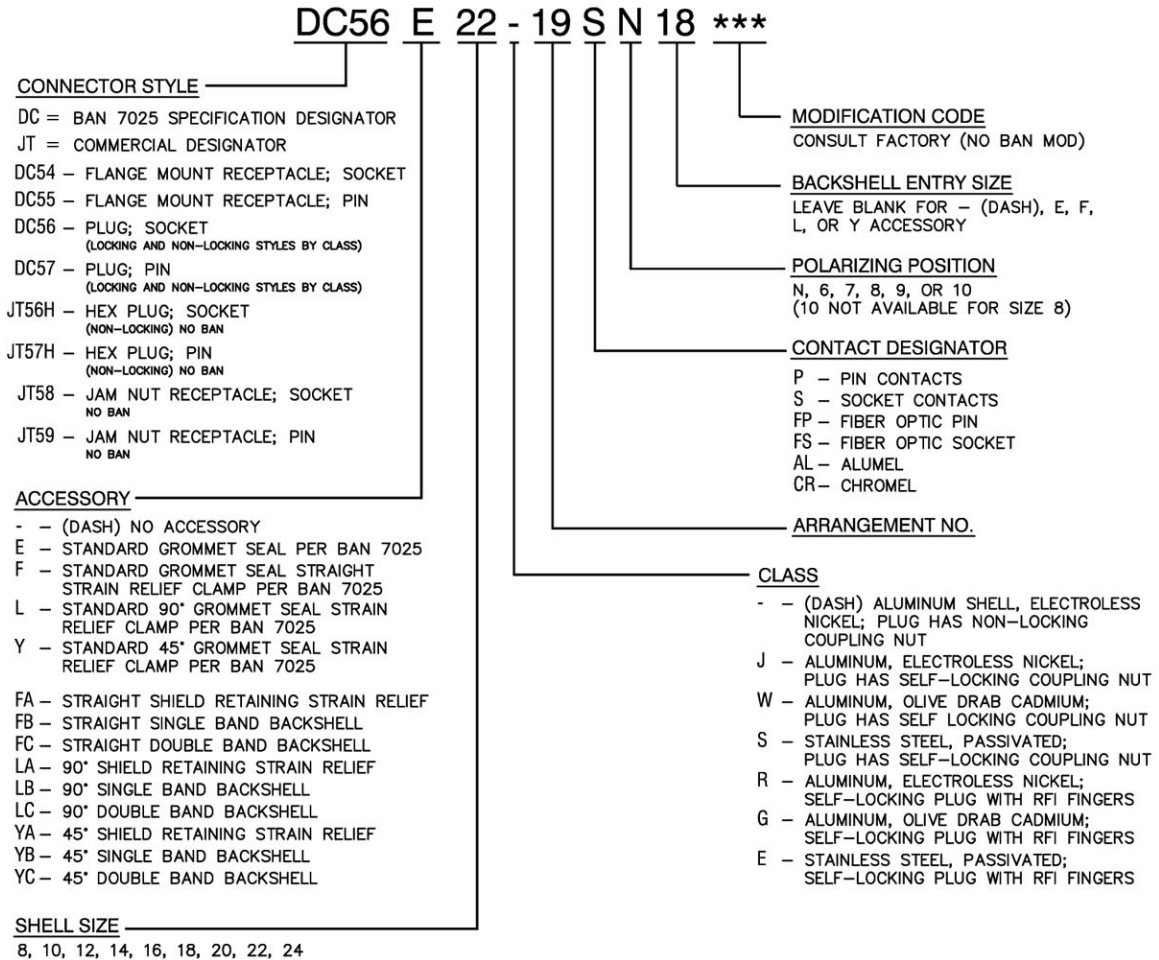 DC56 E 22 - 19 S N 18 ***
CONNECTOR STYLE
DC = BAN 7025 SPECIFICATION DESIGNATOR
JT = COMMERCIAL DESIGNATOR
DC54 – FLANGE MOUNT RECEPTACLE; SOCKET
DC55 – FLANGE MOUNT RECEPTACLE; PIN
DC56 – PLUG; SOCKET
(LOCKING AND NON–LOCKING STYLES BY CLASS)
DC57 – PLUG; PIN
(LOCKING AND NON–LOCKING STYLES BY CLASS)
JT56H – HEX PLUG; SOCKET
(NON–LOCKING) NO BAN
JT57H – HEX PLUG; PIN
(NON–LOCKING) NO BAN
JT58 – JAM NUT RECEPTACLE; SOCKET
NO BAN
JT59 – JAM NUT RECEPTACLE; PIN
NO BAN
ACCESSORY
- – (DASH) NO ACCESSORY
E – STANDARD GROMMET SEAL PER BAN 7025
F – STANDARD GROMMET SEAL STRAIGHT
STRAIN RELIEF CLAMP PER BAN 7025
L – STANDARD 90° GROMMET SEAL STRAIN
RELIEF CLAMP PER BAN 7025
Y – STANDARD 45° GROMMET SEAL STRAIN
RELIEF CLAMP PER BAN 7025
FA – STRAIGHT SHIELD RETAINING STRAIN RELIEF
FB – STRAIGHT SINGLE BAND BACKSHELL
FC – STRAIGHT DOUBLE BAND BACKSHELL
LA – 90° SHIELD RETAINING STRAIN RELIEF
LB – 90° SINGLE BAND BACKSHELL
LC – 90° DOUBLE BAND BACKSHELL
YA – 45° SHIELD RETAINING STRAIN RELIEF
YB – 45° SINGLE BAND BACKSHELL
YC – 45° DOUBLE BAND BACKSHELL
SHELL SIZE
8, 10, 12, 14, 16, 18, 20, 22, 24
MODIFICATION CODE
CONSULT FACTORY (NO BAN MOD)
BACKSHELL ENTRY SIZE
LEAVE BLANK FOR – (DASH), E, F,
L, OR Y ACCESSORY
POLARIZING POSITION
N, 6, 7, 8, 9, OR 10
(10 NOT AVAILABLE FOR SIZE 8)
CONTACT DESIGNATOR
P – PIN CONTACTS
S – SOCKET CONTACTS
FP – FIBER OPTIC PIN
FS – FIBER OPTIC SOCKET
AL – ALUMEL
CR – CHROMEL
ARRANGEMENT NO.
CLASS
- – (DASH) ALUMINUM SHELL, ELECTROLESS
NICKEL; PLUG HAS NON–LOCKING
COUPLING NUT
J – ALUMINUM, ELECTROLESS NICKEL;
PLUG HAS SELF–LOCKING COUPLING NUT
W – ALUMINUM, OLIVE DRAB CADMIUM;
PLUG HAS SELF LOCKING COUPLING NUT
S – STAINLESS STEEL, PASSIVATED;
PLUG HAS SELF–LOCKING COUPLING NUT
R – ALUMINUM, ELECTROLESS NICKEL;
SELF–LOCKING PLUG WITH RFI FINGERS
G – ALUMINUM, OLIVE DRAB CADMIUM;
SELF–LOCKING PLUG WITH RFI FINGERS
E – STAINLESS STEEL, PASSIVATED;
SELF–LOCKING PLUG WITH RFI FINGERS